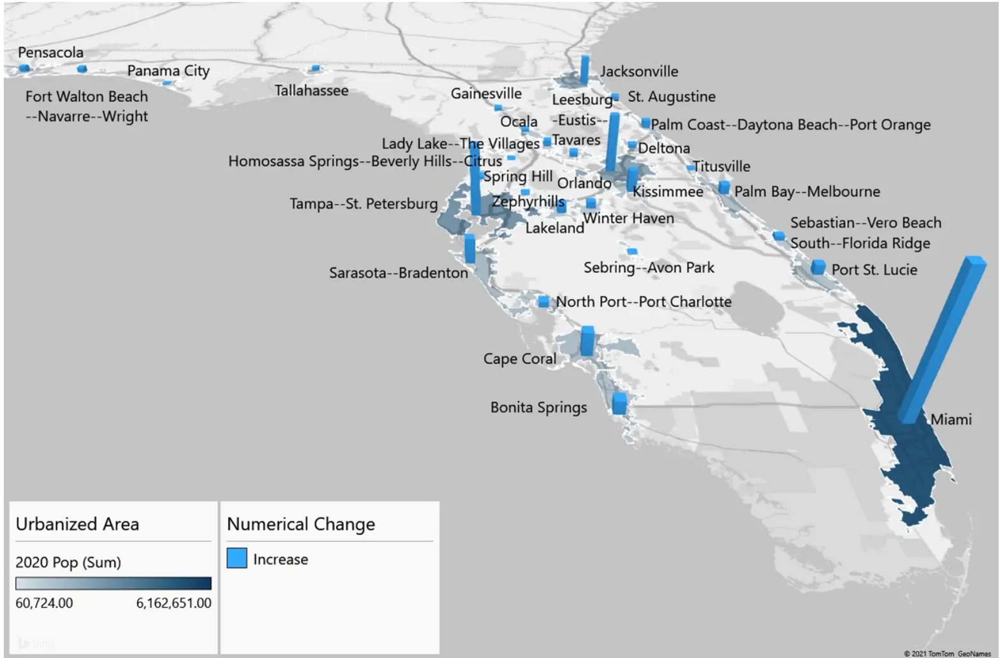 Pensacola
Panama City
Fort Walton Beach
--Navarre--Wright
Tallahassee
Jacksonville
Gainesville
Leesburg-
-Eustis--
Tavares
St. Augustine
Ocala
Palm Coast--Daytona Beach--Port Orange
Lady Lake--The Villages
Deltona
Homosassa Springs--Beverly Hills--Citrus
Titusville
Spring Hill
Orlando
Kissimmee
Palm Bay--Melbourne
Tampa--St. Petersburg
Zephyrhills
Winter Haven
Lakeland
Sebastian--Vero Beach
South--Florida Ridge
Sarasota--Bradenton
Sebring--Avon Park
Port St. Lucie
North Port--Port Charlotte
Cape Coral
Bonita Springs
Miami
Urbanized Area
2020 Pop (Sum)
60,724.00 6,162,651.00
Numerical Change
Increase
bing
© 2021 TomTom GeoNames